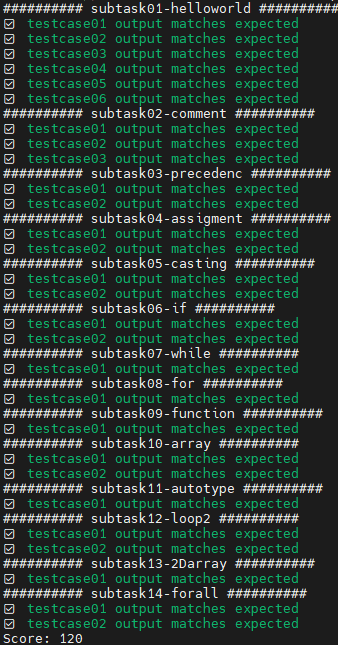 ########## subtask01-helloworld ##########
☑ testcase01 output matches expected
☑ testcase02 output matches expected
☑ testcase03 output matches expected
☑ testcase04 output matches expected
☑ testcase05 output matches expected
☑ testcase06 output matches expected
########## subtask02-comment ##########
☑ testcase01 output matches expected
☑ testcase02 output matches expected
☑ testcase03 output matches expected
########## subtask03-precedenc ##########
☑ testcase01 output matches expected
☑ testcase02 output matches expected
########## subtask04-assigment ##########
☑ testcase01 output matches expected
☑ testcase02 output matches expected
########## subtask05-casting ##########
☑ testcase01 output matches expected
☑ testcase02 output matches expected
########## subtask06-if ##########
☑ testcase01 output matches expected
☑ testcase02 output matches expected
########## subtask07-while ##########
☑ testcase01 output matches expected
########## subtask08-for ##########
☑ testcase01 output matches expected
########## subtask09-function ##########
☑ testcase01 output matches expected
########## subtask10-array ##########
☑ testcase01 output matches expected
☑ testcase02 output matches expected
########## subtask11-autotype ##########
☑ testcase01 output matches expected
########## subtask12-loop2 ##########
☑ testcase01 output matches expected
☑ testcase02 output matches expected
########## subtask13-2Darray ##########
☑ testcase01 output matches expected
########## subtask14-forall ##########
☑ testcase01 output matches expected
☑ testcase02 output matches expected
Score: 120